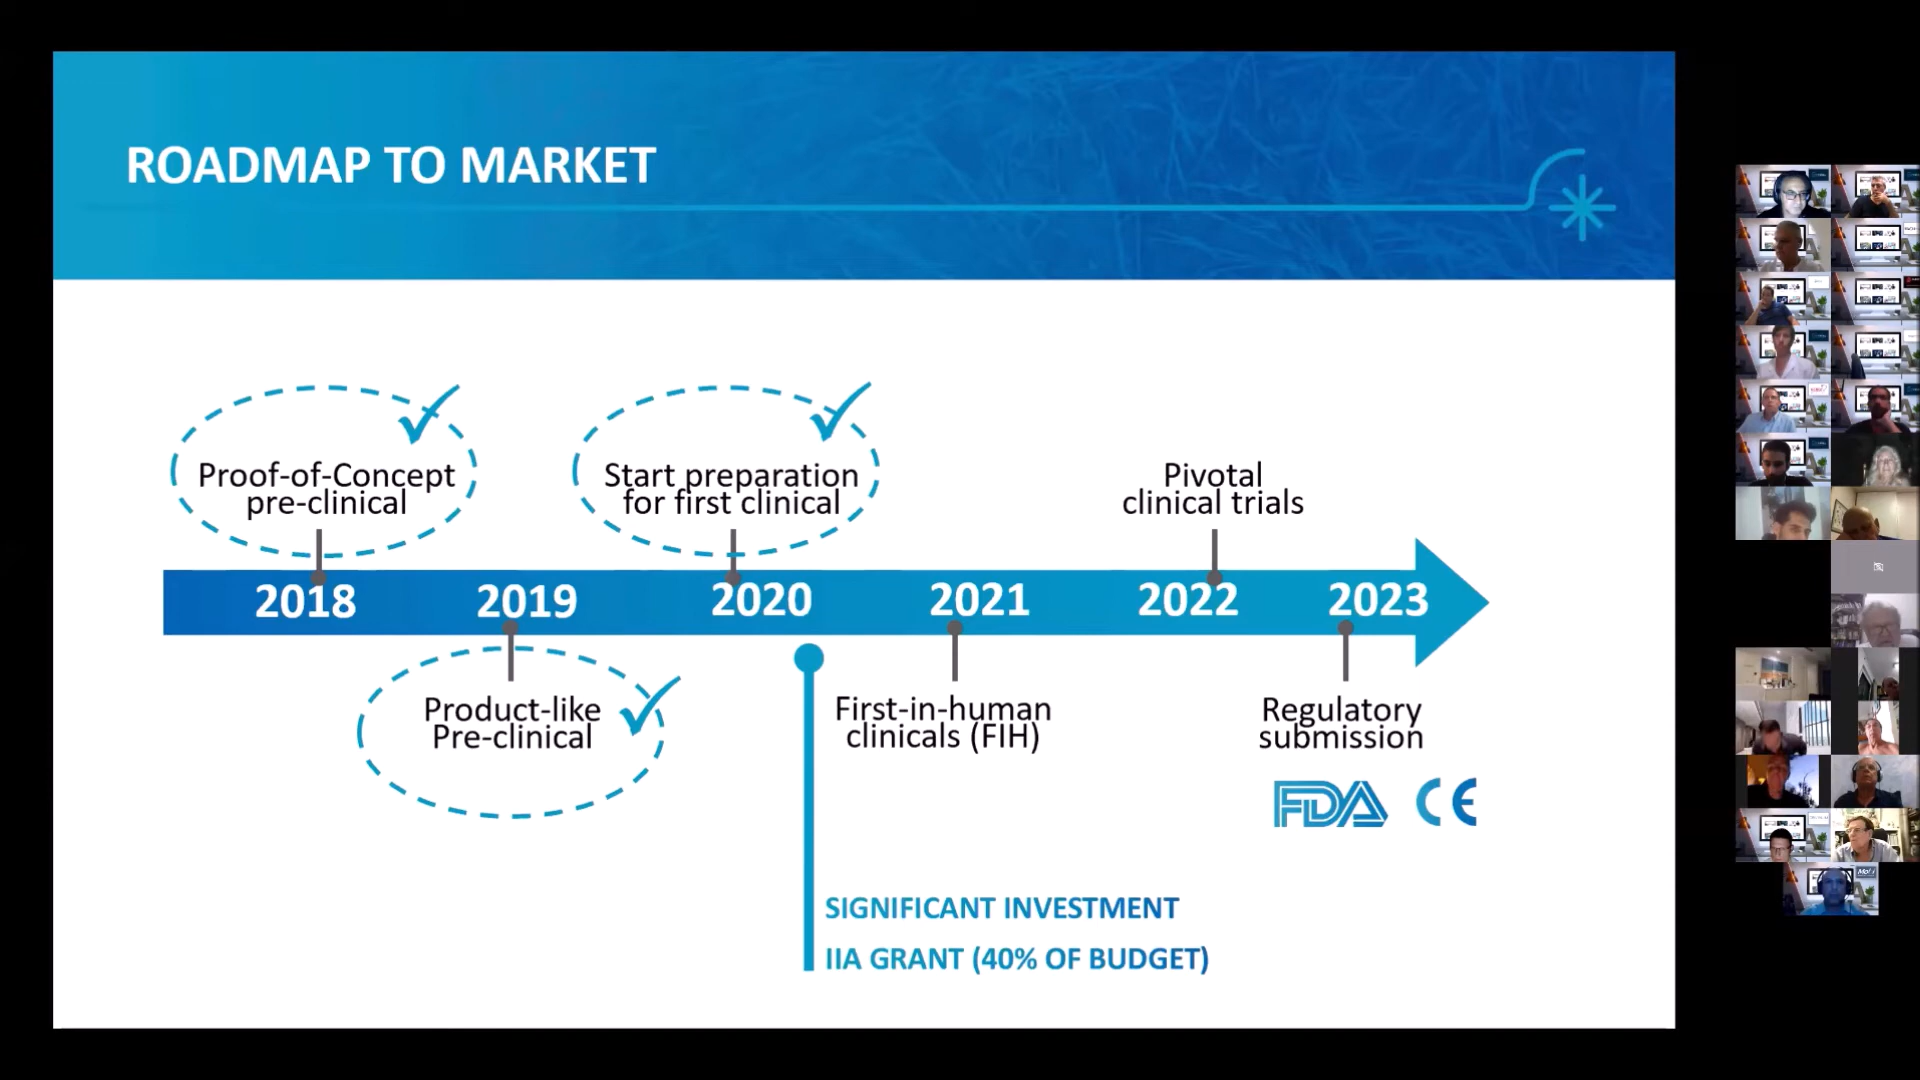 ROADMAP TO MARKET
Proof-of-Concept
pre-clinical
Start preparation
for first clinical
Pivotal
clinical trials
2018 2019 2020 2021 2022 2023
Product-like
Pre-clinical
First-in-human
clinicals (FIH)
Regulatory
submission
FDA CE
SIGNIFICANT INVESTMENT
IIA GRANT (40% OF BUDGET)